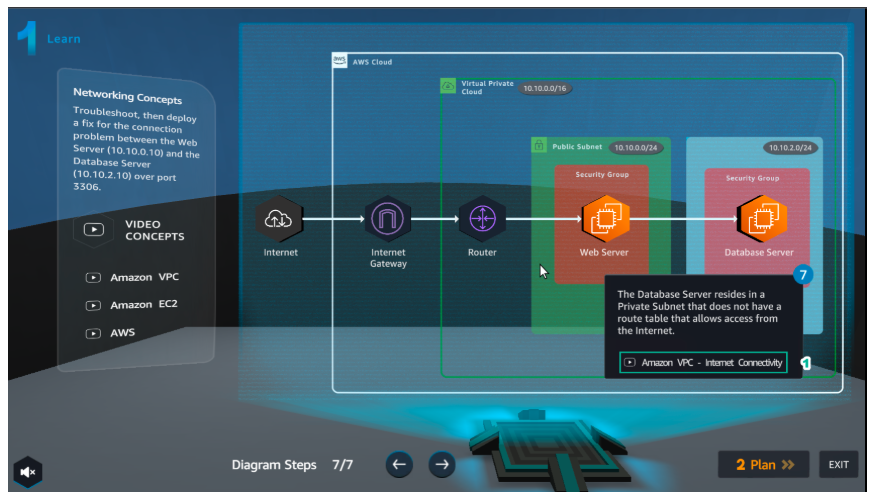 1 Learn
Networking Concepts
Troubleshoot, then deploy
a fix for the connection
problem between the Web
Server (10.10.0.10) and the
Database Server
(10.10.2.10) over port
3306.
VIDEO
CONCEPTS
Amazon VPC
Amazon EC2
AWS
aws AWS Cloud
Virtual Private
Cloud
10.10.0.0/16
Public Subnet 10.10.0.0/24
10.10.2.0/24
Security Group
Security Group
Internet
Internet
Gateway
Router
Web Server
Database Server
7
The Database Server resides in a
Private Subnet that does not have a
route table that allows access from
the Internet.
Amazon VPC - Internet Connectivity
1
Diagram Steps 7/7
2 Plan
EXIT